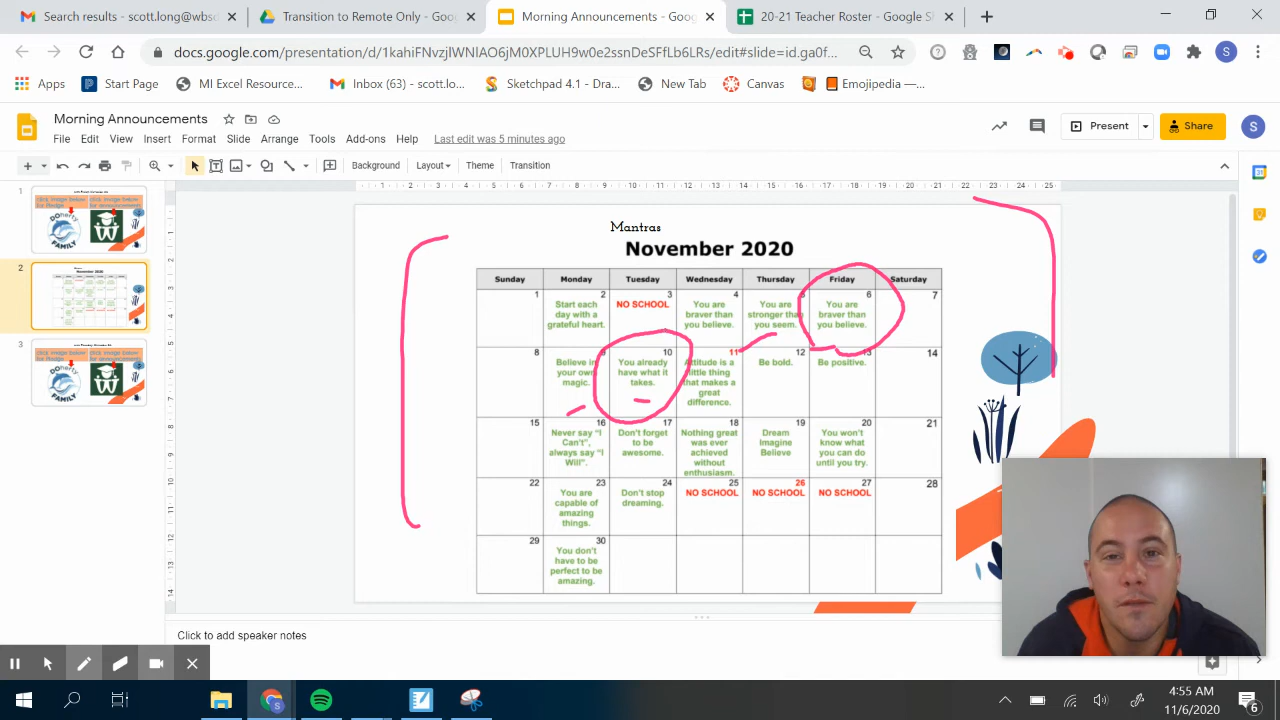 Search results - scott.long@wbsc
Transition to Remote Only - Goog
Morning Announcements - Goog
20-21 Teacher Roster - Google Sh
docs.google.com/presentation/d/1kahiFNvzjlWNIAO6jM0XPLUH9w0e2ssnDeSFfLb6LRs/edit#slide=id.ga0f...
Apps
Start Page
MI Excel Resource...
Inbox (63) - scott.lo...
Sketchpad 4.1 - Dra...
New Tab
Canvas
Emojipedia —...
Morning Announcements
File Edit View Insert Format Slide Arrange Tools Add-ons Help Last edit was 5 minutes ago
Present
Share
S
Background Layout Theme Transition
1
2
3
Mantras
November 2020
Sunday Monday Tuesday Wednesday Thursday Friday Saturday
1
2
Start each
day with a
grateful heart.
3
NO SCHOOL
4
You are
braver than
you believe.
You are
stronger than
you seem.
6
You are
braver than
you believe.
7
8
9
Believe in
your own
magic.
10
You already
have what it
takes.
11
Attitude is a
little thing
that makes a
great
difference.
12
Be bold.
13
Be positive.
14
15
16
Never say "I
Can't",
always say "I
Will".
17
Don't forget
to be
awesome.
18
Nothing great
was ever
achieved
without
enthusiasm.
19
Dream
Imagine
Believe
20
You won't
know what
you can do
until you try.
21
22
23
You are
capable of
amazing
things.
24
Don't stop
dreaming.
25
NO SCHOOL
26
NO SCHOOL
27
NO SCHOOL
28
29
30
You don't
have to be
perfect to be
amazing.
Click to add speaker notes
4:55 AM
11/6/2020
6